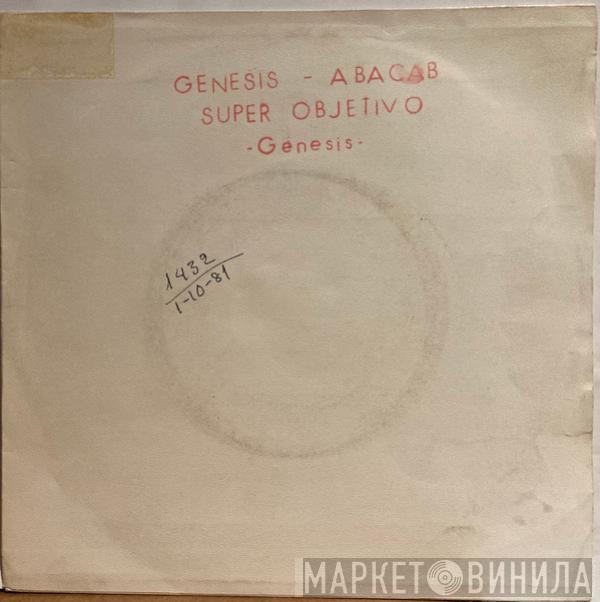 GENESIS - ABACAB
SUPER OBJETIVO
-Génesis-
1432
1-10-81
МАРКЕТ ВИНИЛА